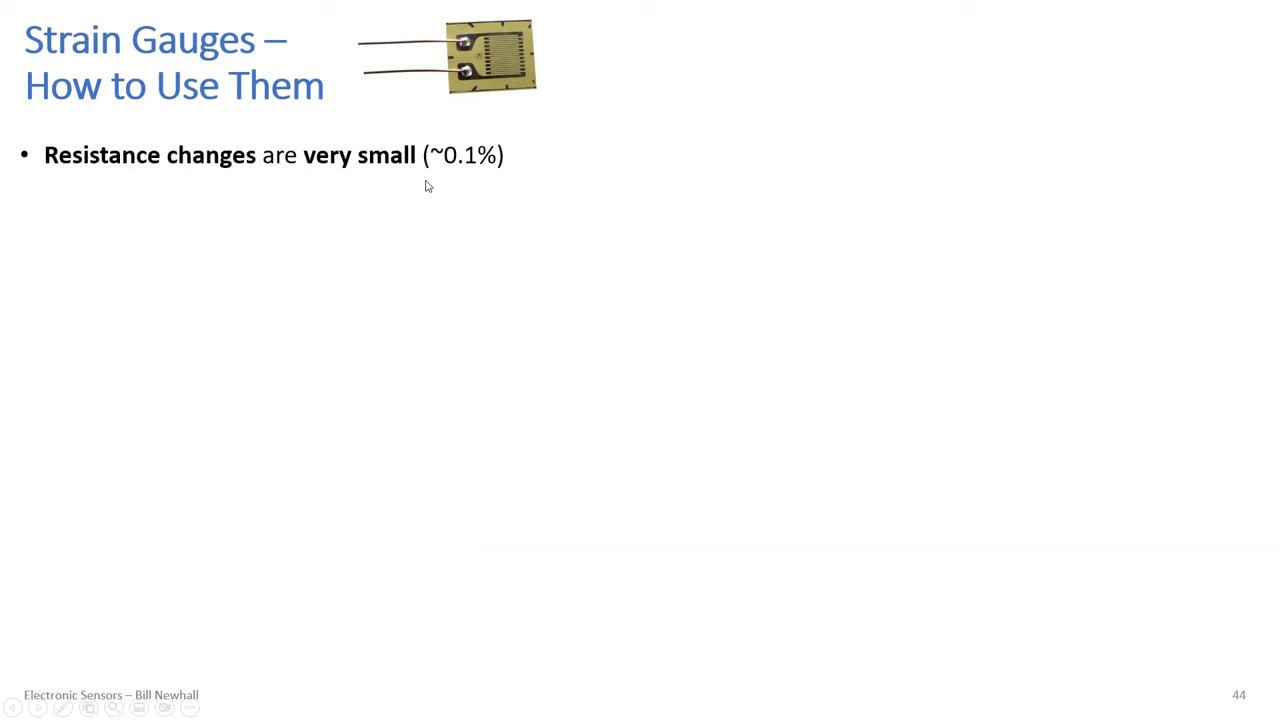 Strain Gauges –
How to Use Them
• Resistance changes are very small (~0.1%)
Electronic Sensors – Bill Newhall
44